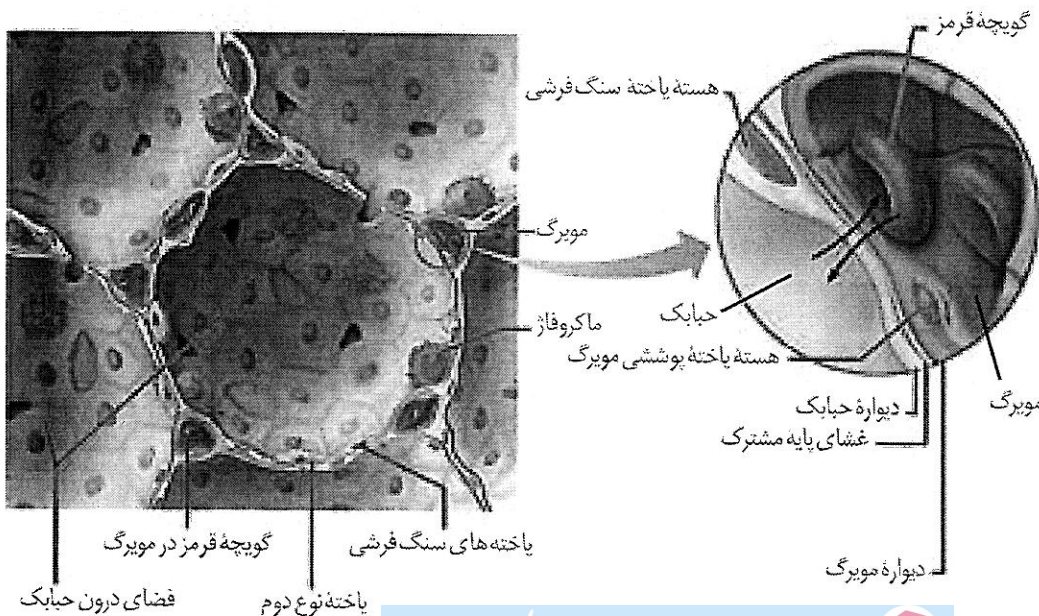 گویچهٔ قرمز
هستهٔ یاختهٔ سنگ‌فرشی
مویرگ
حبابک
ماکروفاژ
هستهٔ یاختهٔ پوششی مویرگ
مویرگ
دیوارهٔ حبابک
غشای پایه مشترک
یاخته‌های سنگ‌فرشی
گویچهٔ قرمز در مویرگ
دیوارهٔ مویرگ
یاختهٔ نوع دوم
فضای درون حبابک